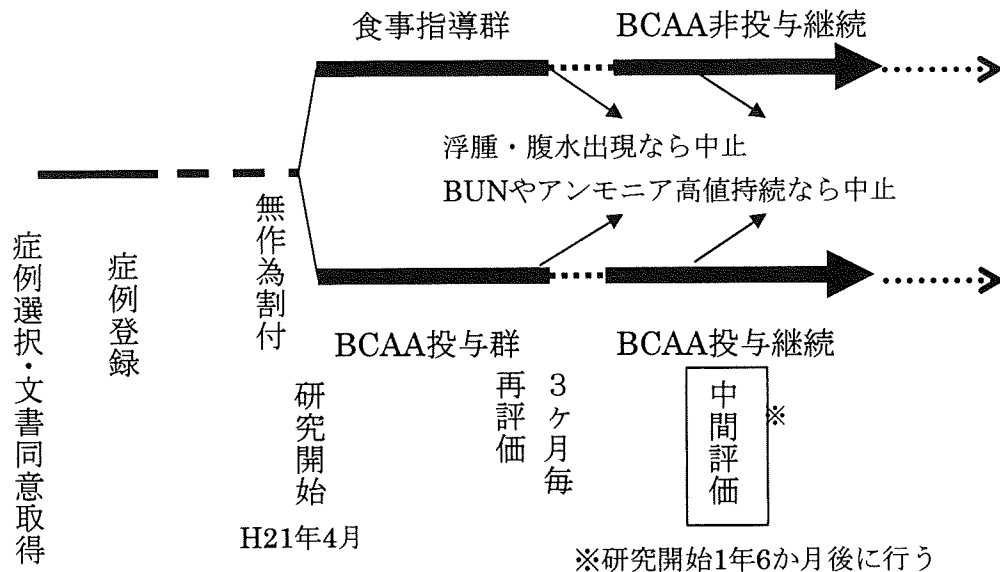 食事指導群
BCAA非投与継続
浮腫・腹水出現なら中止
BUNやアンモニア高値持続なら中止
症例選択・文書同意取得
症例登録
無作為割付
研究開始
H21年4月
BCAA投与群
BCAA投与継続
再評価
3ヶ月毎
中間評価
※
※研究開始1年6か月後に行う